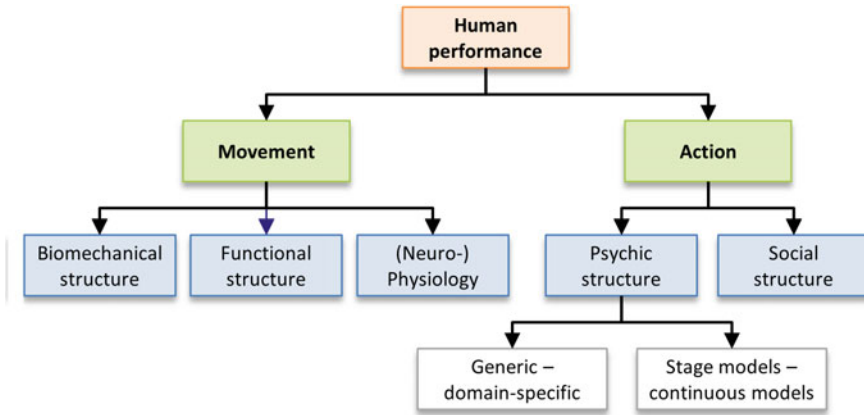 Human
performance
Movement
Action
Biomechanical
structure
Functional
structure
(Neuro-)
Physiology
Psychic
structure
Social
structure
Generic –
domain-specific
Stage models –
continuous models